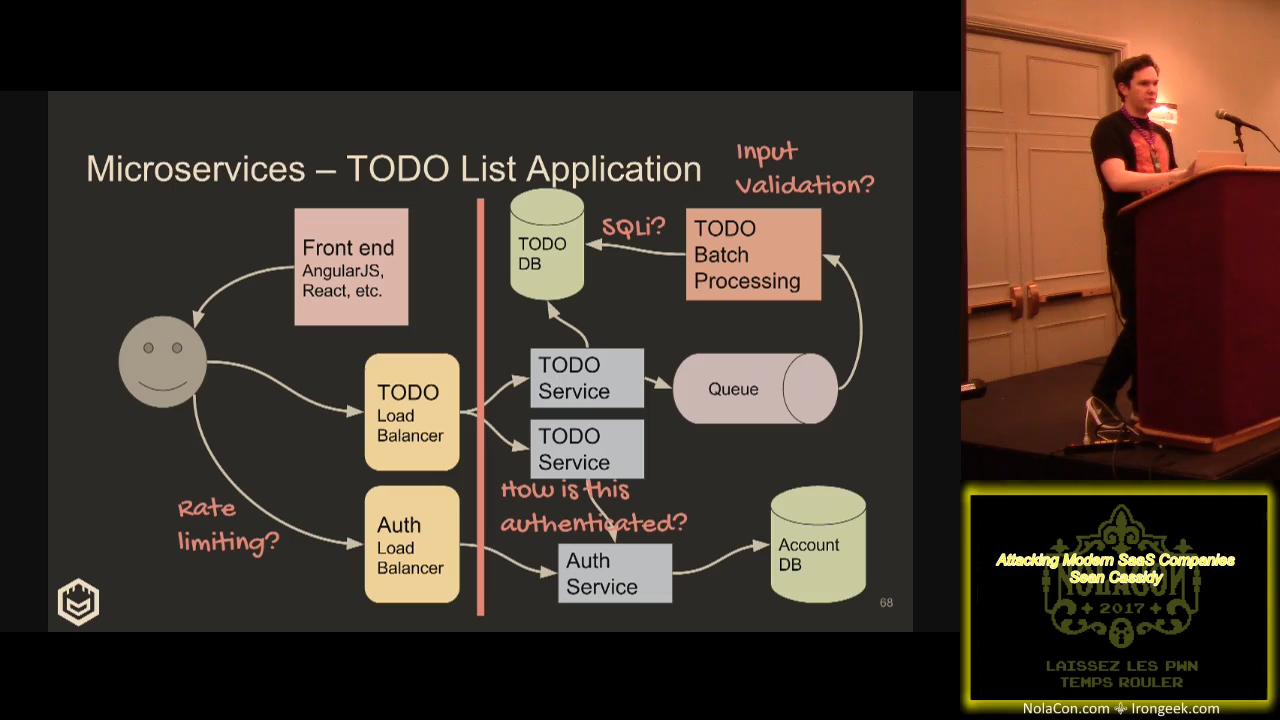 Microservices – TODO List Application
Input
Validation?
Front end
AngularJS,
React, etc.
TODO
DB
SQLi?
TODO
Batch
Processing
TODO
Load
Balancer
TODO
Service
Queue
TODO
Service
Rate
limiting?
How is this
authenticated?
Auth
Load
Balancer
Auth
Service
Account
DB
68
Attacking Modern SaaS Companies
Sean Cassidy
NOLACON
2017
LAISSEZ LES PWN
TEMPS ROULER
NolaCon.com ⚜ Irongeek.com